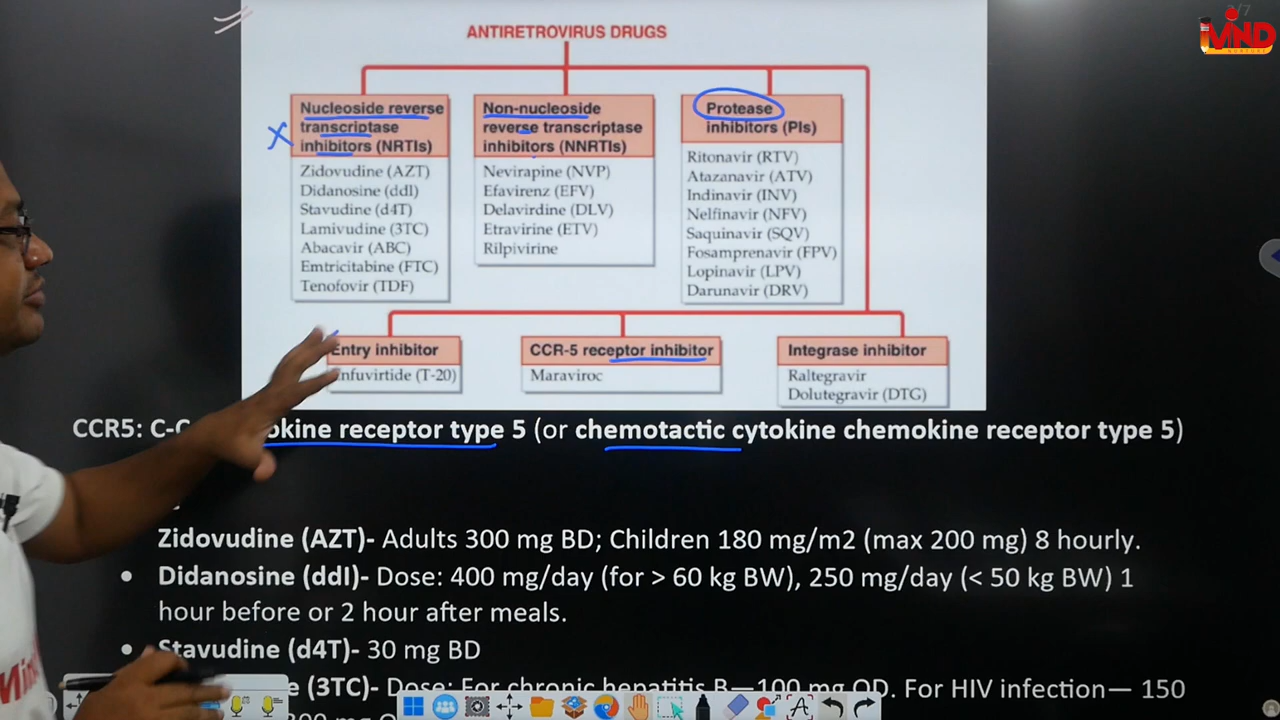 ANTIRETROVIRUS DRUGS
Nucleoside reverse
transcriptase
inhibitors (NRTIs)
Zidovudine (AZT)
Didanosine (ddI)
Stavudine (d4T)
Lamivudine (3TC)
Abacavir (ABC)
Emtricitabine (FTC)
Tenofovir (TDF)
Non-nucleoside
reverse transcriptase
inhibitors (NNRTIs)
Nevirapine (NVP)
Efavirenz (EFV)
Delavirdine (DLV)
Etravirine (ETV)
Rilpivirine
Protease
inhibitors (PIs)
Ritonavir (RTV)
Atazanavir (ATV)
Indinavir (INV)
Nelfinavir (NFV)
Saquinavir (SQV)
Fosamprenavir (FPV)
Lopinavir (LPV)
Darunavir (DRV)
Entry inhibitor
nfuvirtide (T-20)
CCR-5 receptor inhibitor
Maraviroc
Integrase inhibitor
Raltegravir
Dolutegravir (DTG)
CCR5: C-C okine receptor type 5 (or chemotactic cytokine chemokine receptor type 5)
Zidovudine (AZT)- Adults 300 mg BD; Children 180 mg/m2 (max 200 mg) 8 hourly.
• Didanosine (ddI)- Dose: 400 mg/day (for > 60 kg BW), 250 mg/day (< 50 kg BW) 1
hour before or 2 hour after meals.
• Stavudine (d4T)- 30 mg BD
e (3TC)- Dose: For chronic hepatitis B—100 mg OD. For HIV infection— 150
MIND